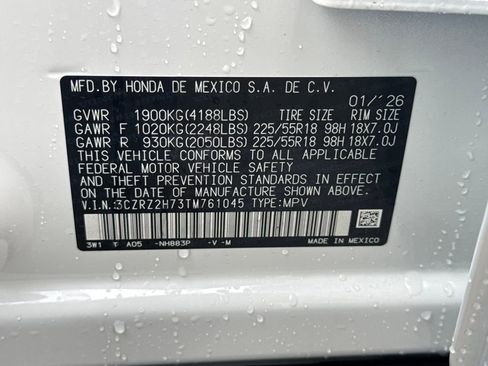 MFD.BY HONDA DE MEXICO S.A. DE C.V.
01/'26
GVWR 1900KG(4188LBS) TIRE SIZE RIM SIZE
GAWR F 1020KG(2248LBS) 225/55R18 98H 18X7.0J
GAWR R 930KG(2050LBS) 225/55R18 98H 18X7.0J
THIS VEHICLE CONFORMS TO ALL APPLICABLE
FEDERAL MOTOR VEHICLE SAFETY, BUMPER,
AND THEFT PREVENTION STANDARDS IN EFFECT
ON THE DATE OF MANUFACTURE SHOWN ABOVE.
V.I.N.:3CZRZ2H73TM761045 TYPE:MPV
3W1 T A05 -NH883P -V-M